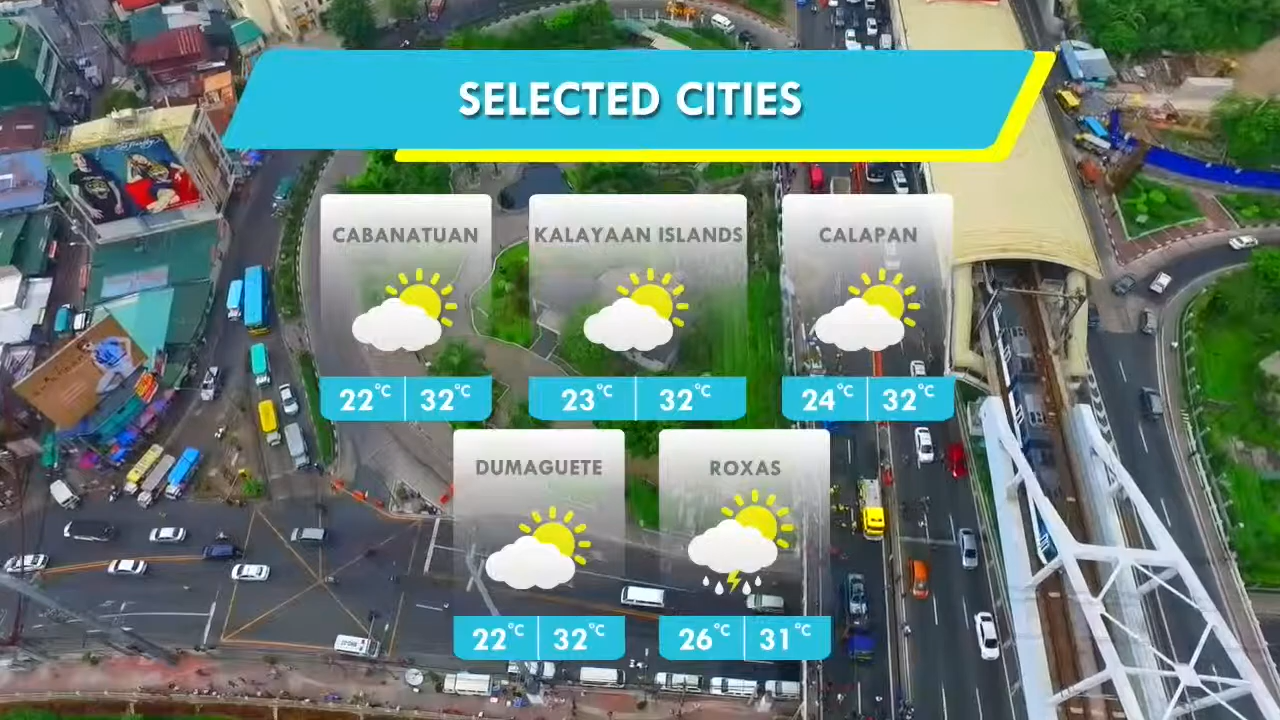 SELECTED CITIES
CABANATUAN
22°C 32°C
KALAYAAN ISLANDS
23°C 32°C
CALAPAN
24°C 32°C
DUMAGUETE
22°C 32°C
ROXAS
26°C 31°C